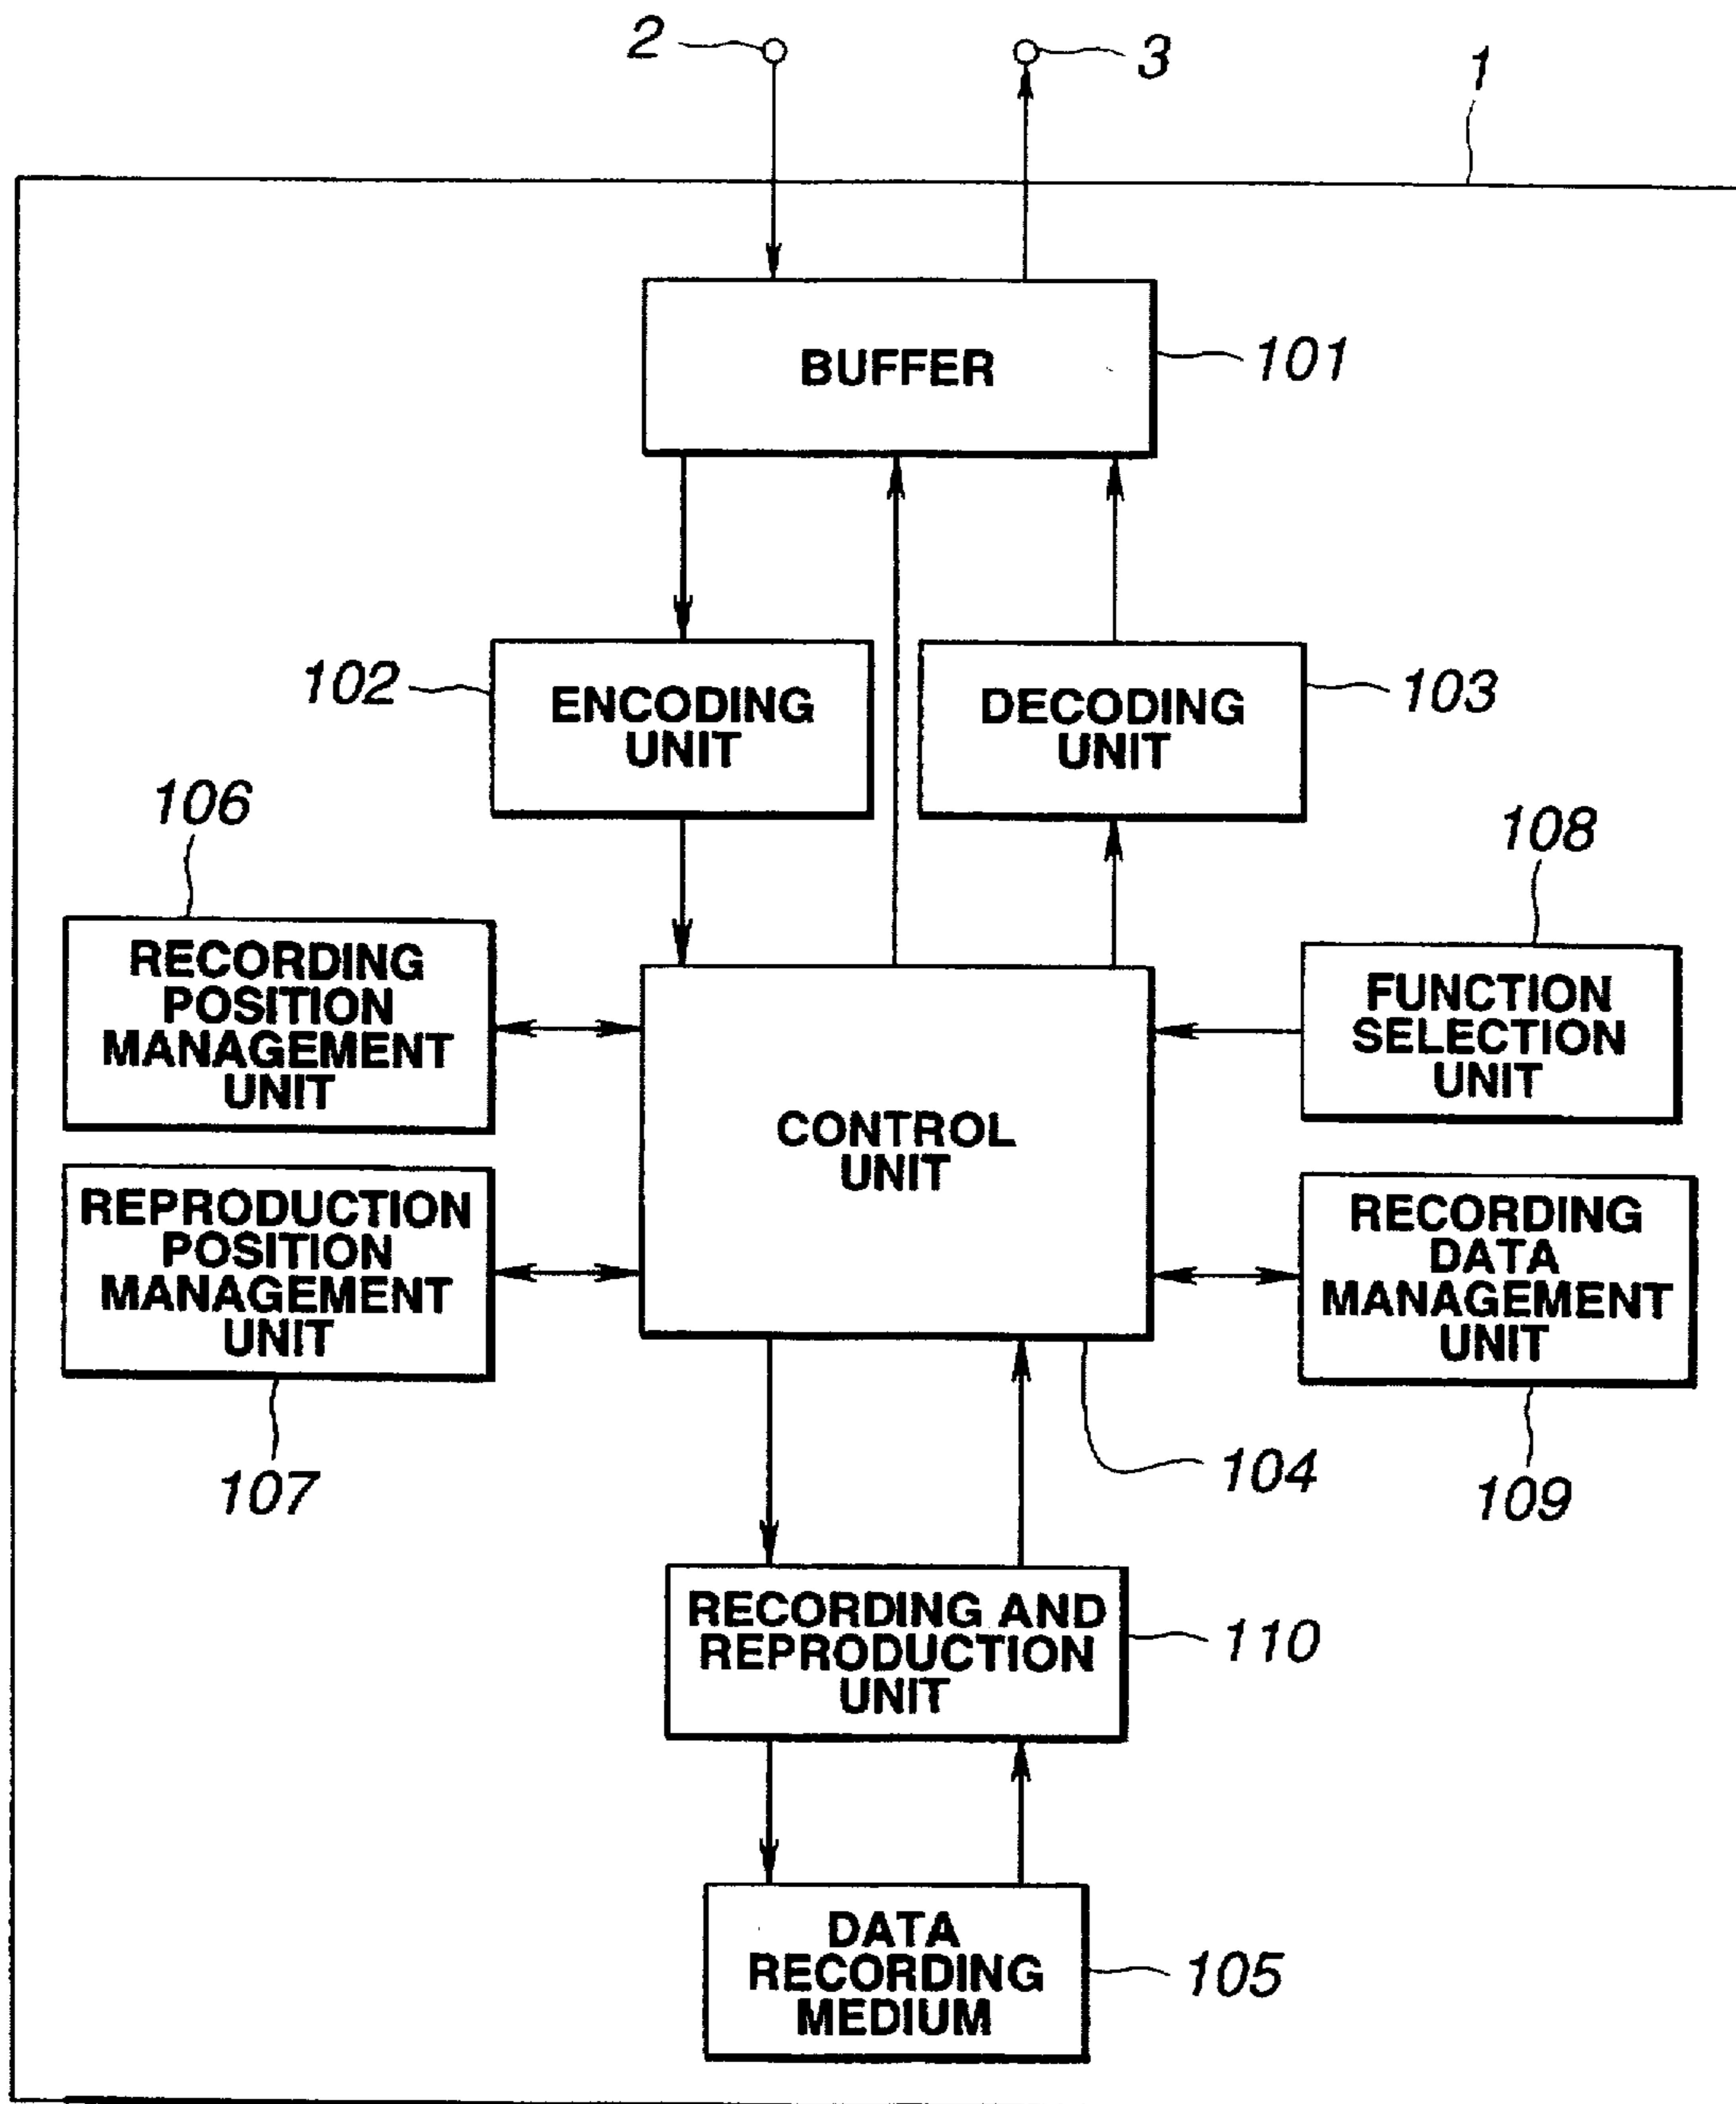 2
3
1
BUFFER
101
102
ENCODING
UNIT
DECODING
UNIT
103
106
108
RECORDING
POSITION
MANAGEMENT
UNIT
FUNCTION
SELECTION
UNIT
CONTROL
UNIT
REPRODUCTION
POSITION
MANAGEMENT
UNIT
RECORDING
DATA
MANAGEMENT
UNIT
107
104
109
RECORDING AND
REPRODUCTION
UNIT
110
DATA
RECORDING
MEDIUM
105